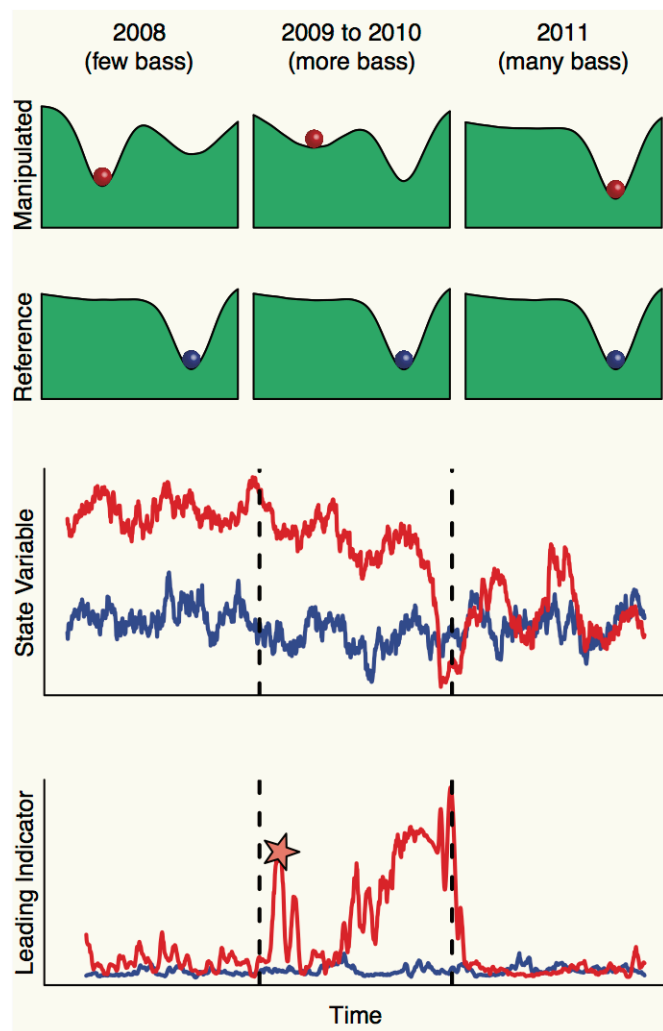 2008
(few bass)
2009 to 2010
(more bass)
2011
(many bass)
Manipulated
Reference
State Variable
Leading Indicator
Time